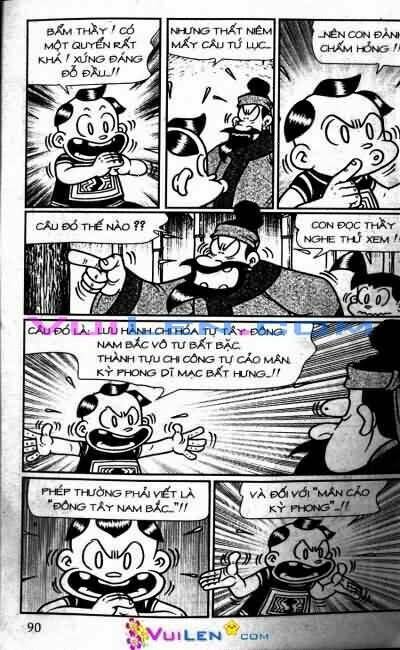 BẨM THẦY! CÓ
MỘT QUYỂN RẤT
KHÁ! XỨNG ĐÁNG
ĐỖ ĐẦU...!!
NHƯNG THẤT NIÊM
MẤY CÂU TỨ LỤC...
...NÊN CON ĐÀNH
CHẤM HỎNG!!
CÂU ĐÓ THẾ NÀO??
CON ĐỌC THẦY
NGHE THỬ XEM!!
CÂU ĐÓ LÀ: LƯU HÀNH CHI HÓA TỰ TÂY ĐÔNG
NAM BẮC VÔ TƯ BẤT BẶC.
THÀNH TỰU CHI CÔNG TỰ CẢO MÂN,
KỲ PHONG DĨ MẠC BẤT HƯNG...!!
VUILEN.COM
PHÉP THƯỜNG PHẢI VIẾT LÀ
"ĐÔNG TÂY NAM BẮC..."!!
VÀ ĐỐI VỚI "MÂN CẢO
KỲ PHONG"...!!
90
VUILEN.COM